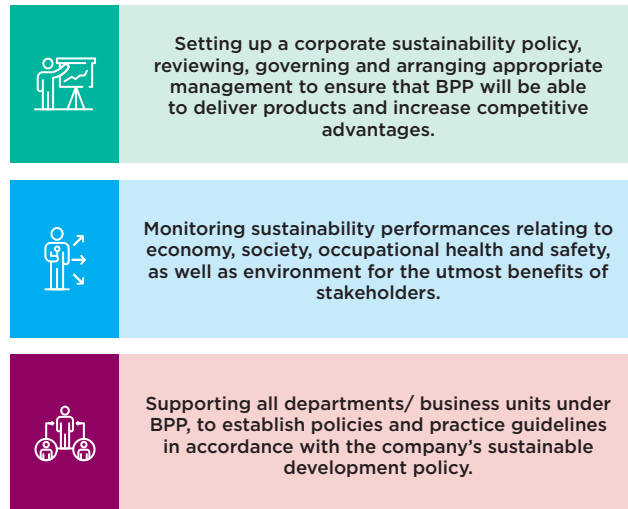 Setting up a corporate sustainability policy,
reviewing, governing and arranging appropriate
management to ensure that BPP will be able
to deliver products and increase competitive
advantages.
Monitoring sustainability performances relating to
economy, society, occupational health and safety,
as well as environment for the utmost benefits of
stakeholders.
Supporting all departments/ business units under
BPP, to establish policies and practice guidelines
in accordance with the company’s sustainable
development policy.